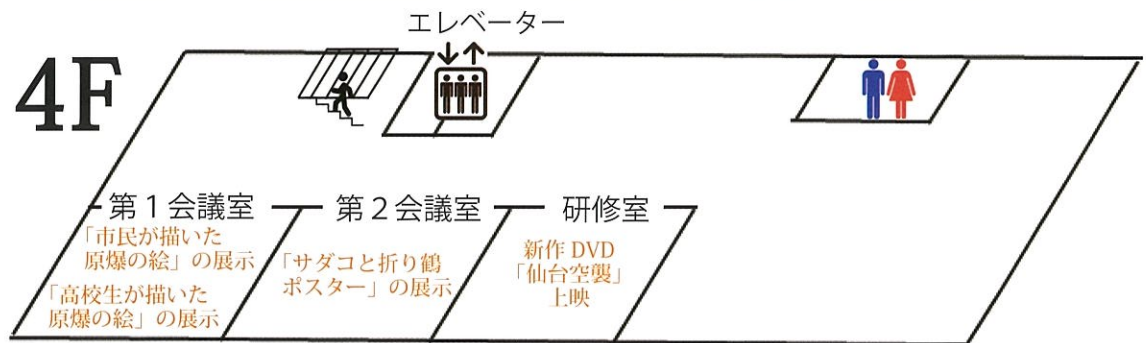 エレベーター
4F
第1会議室
「市民が描いた
原爆の絵」の展示
「高校生が描いた
原爆の絵」の展示
第2会議室
「サダコと折り鶴
ポスター」の展示
研修室
新作 DVD
「仙台空襲」
上映